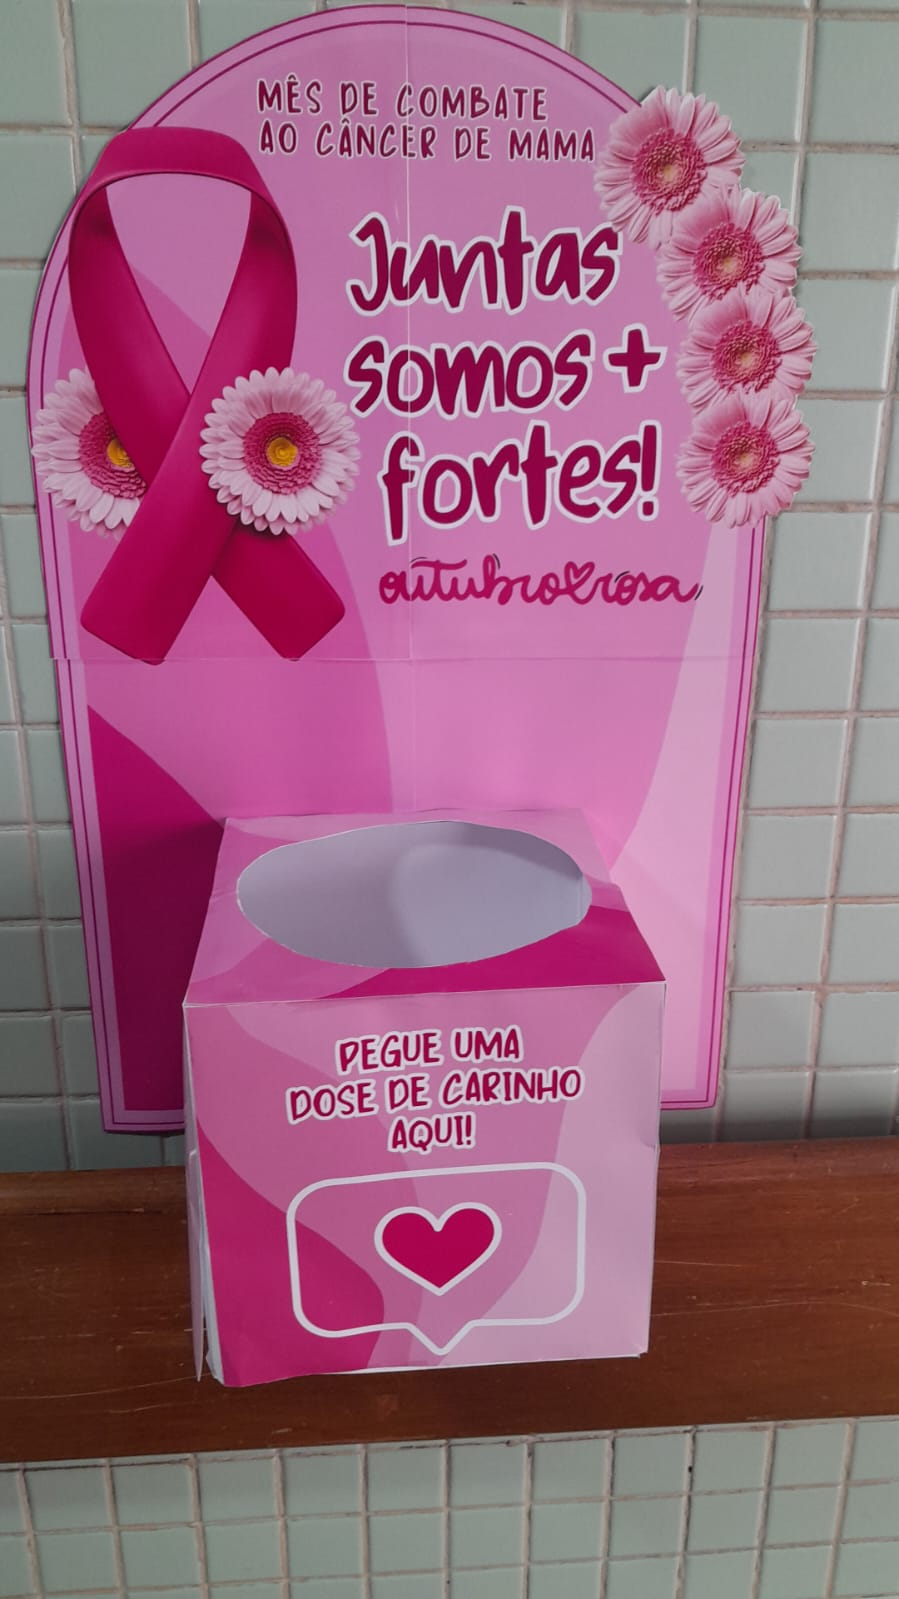 MÊS DE COMBATE
AO CÂNCER DE MAMA
Juntas
somos +
fortes!
outubro rosa
PEGUE UMA
DOSE DE CARINHO
AQUI!